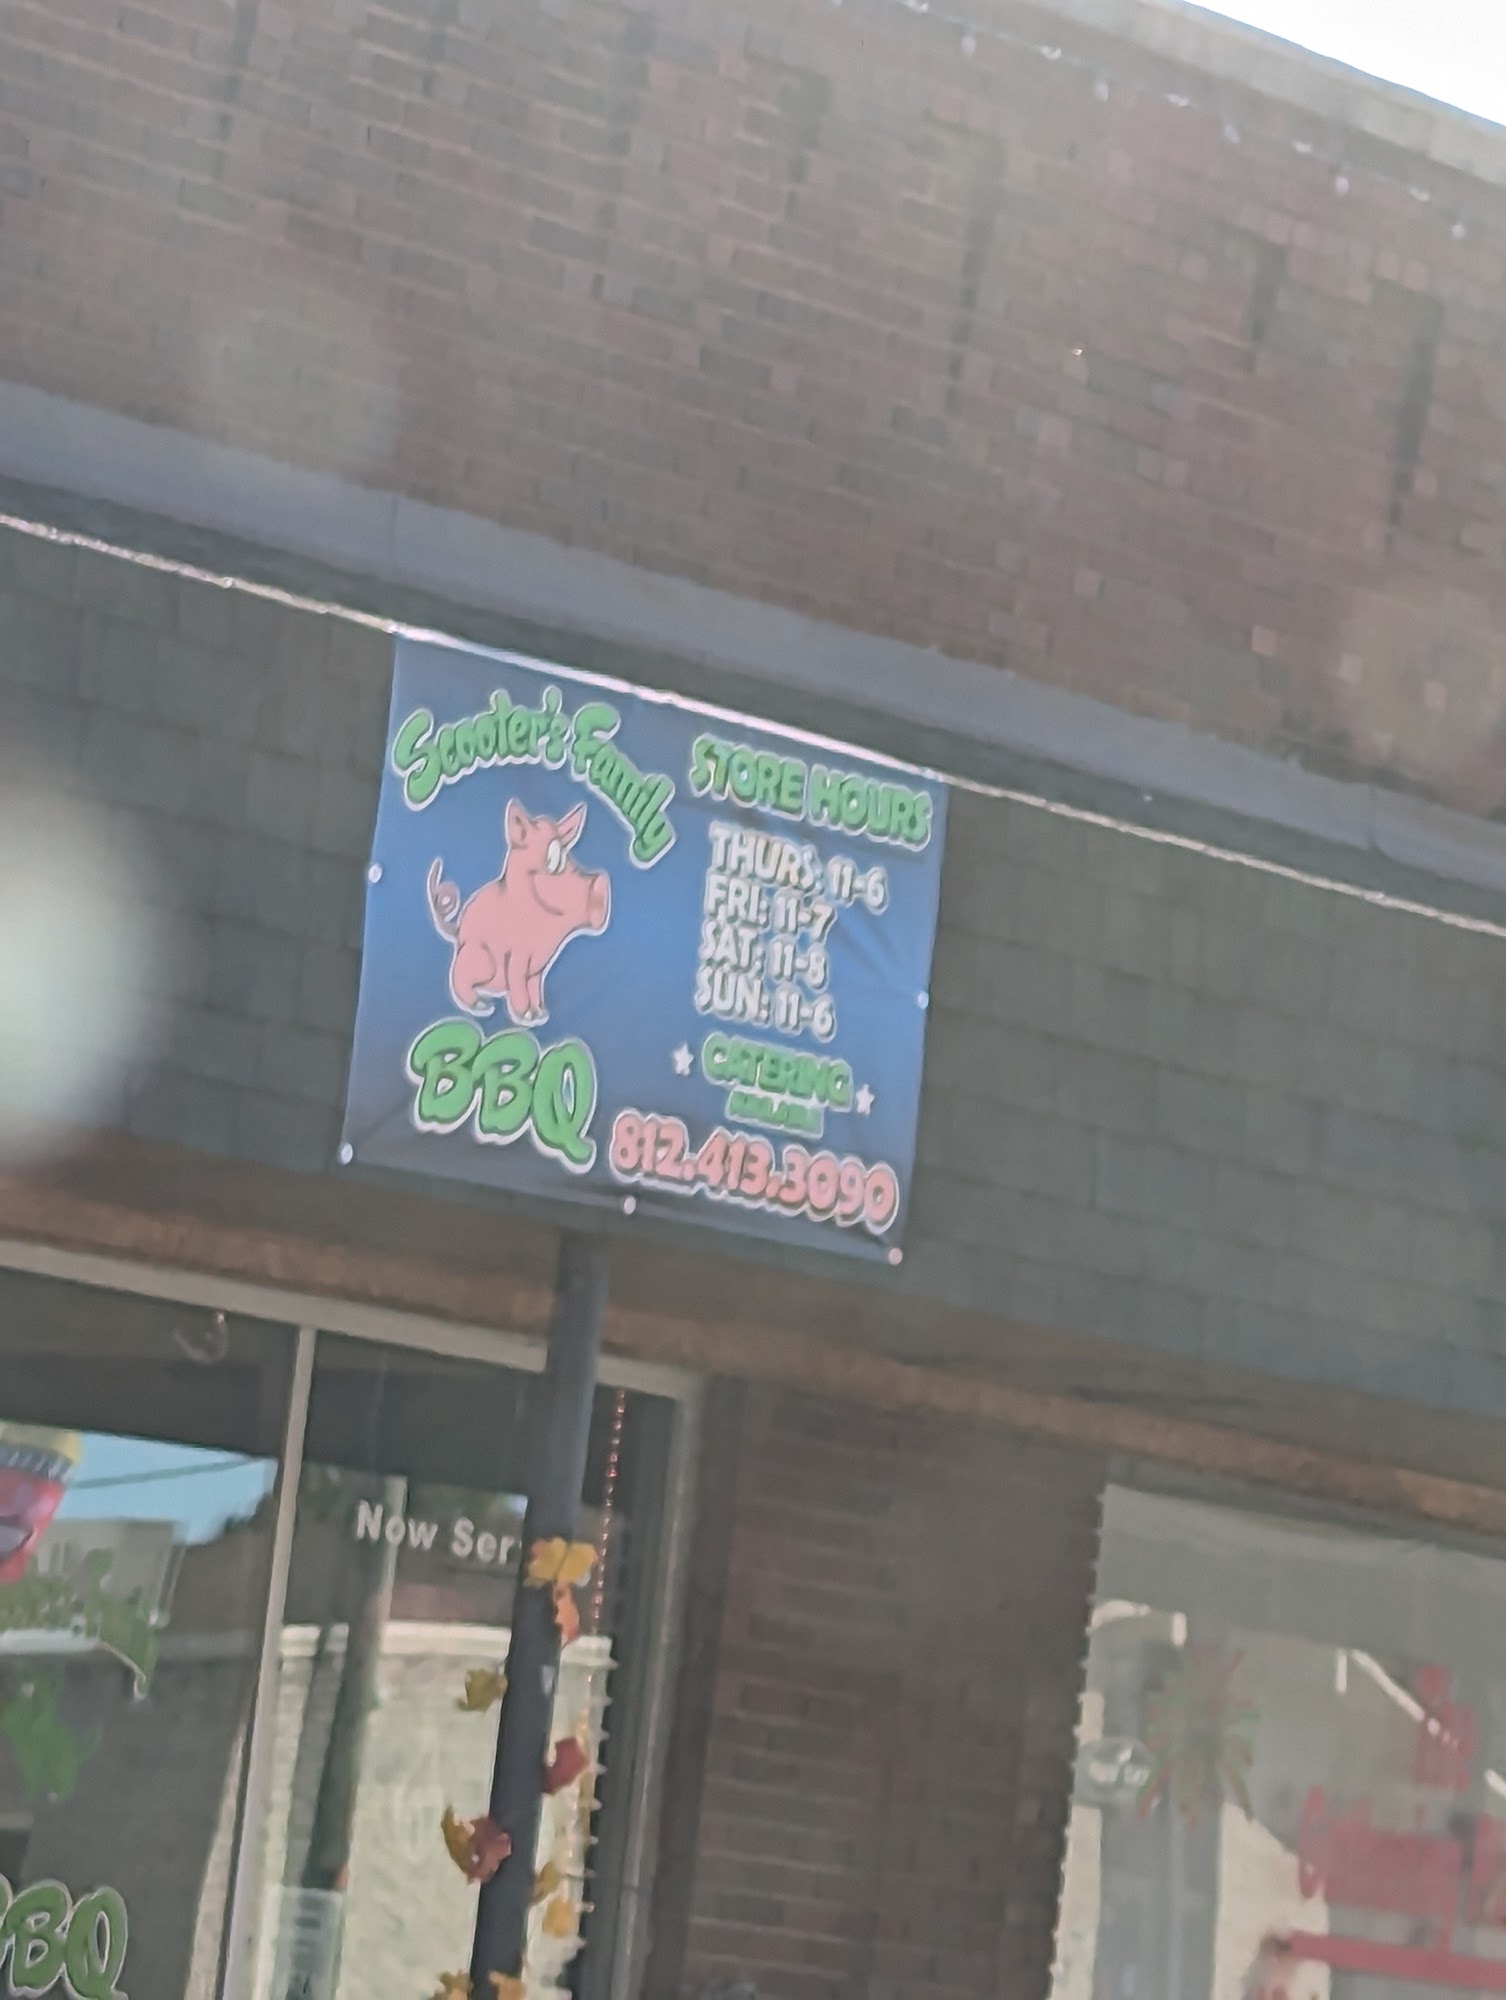 Scooter's Family
BBQ
STORE HOURS
THURS: 11-6
FRI: 11-7
SAT: 11-8
SUN: 11-6
CATERING
AVAILABLE
812.413.3090
Now Ser
BBQ